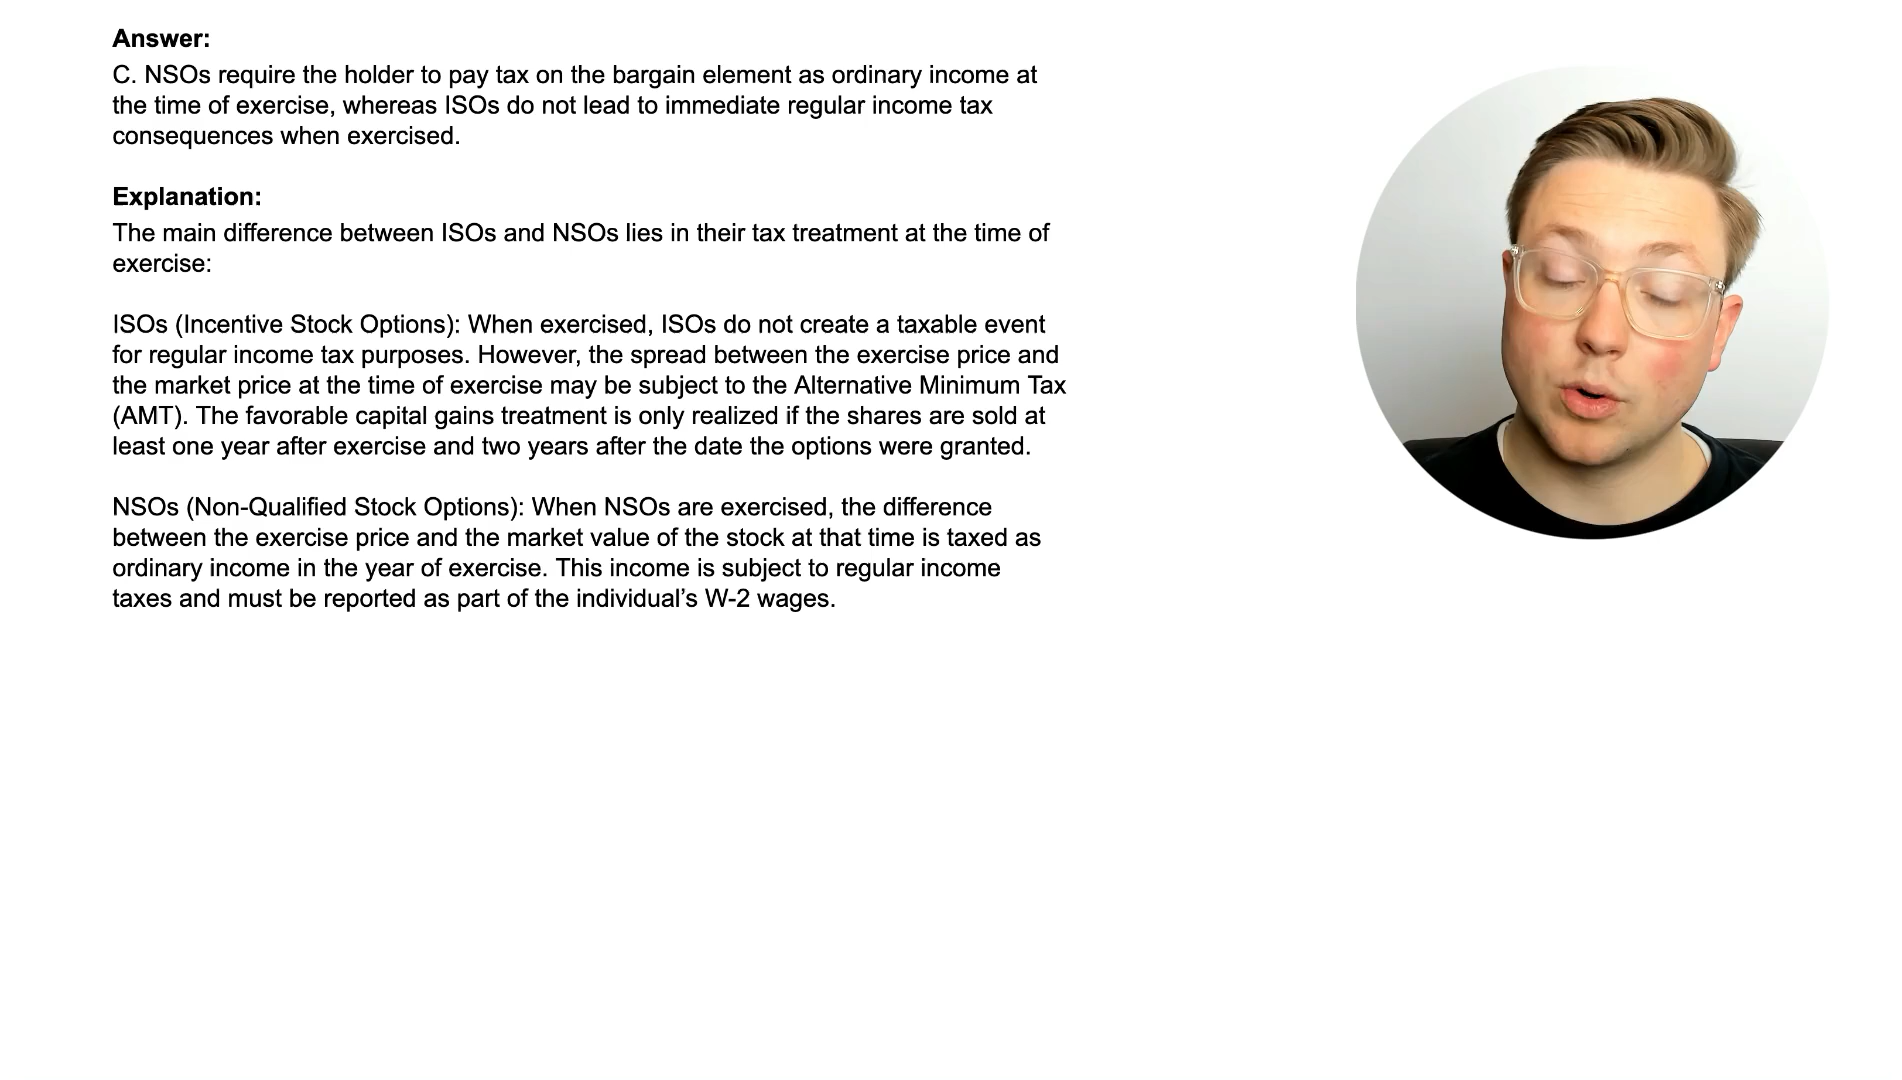 Answer:
C. NSOs require the holder to pay tax on the bargain element as ordinary income at
the time of exercise, whereas ISOs do not lead to immediate regular income tax
consequences when exercised.
Explanation:
The main difference between ISOs and NSOs lies in their tax treatment at the time of
exercise:
ISOs (Incentive Stock Options): When exercised, ISOs do not create a taxable event
for regular income tax purposes. However, the spread between the exercise price and
the market price at the time of exercise may be subject to the Alternative Minimum Tax
(AMT). The favorable capital gains treatment is only realized if the shares are sold at
least one year after exercise and two years after the date the options were granted.
NSOs (Non-Qualified Stock Options): When NSOs are exercised, the difference
between the exercise price and the market value of the stock at that time is taxed as
ordinary income in the year of exercise. This income is subject to regular income
taxes and must be reported as part of the individual’s W-2 wages.